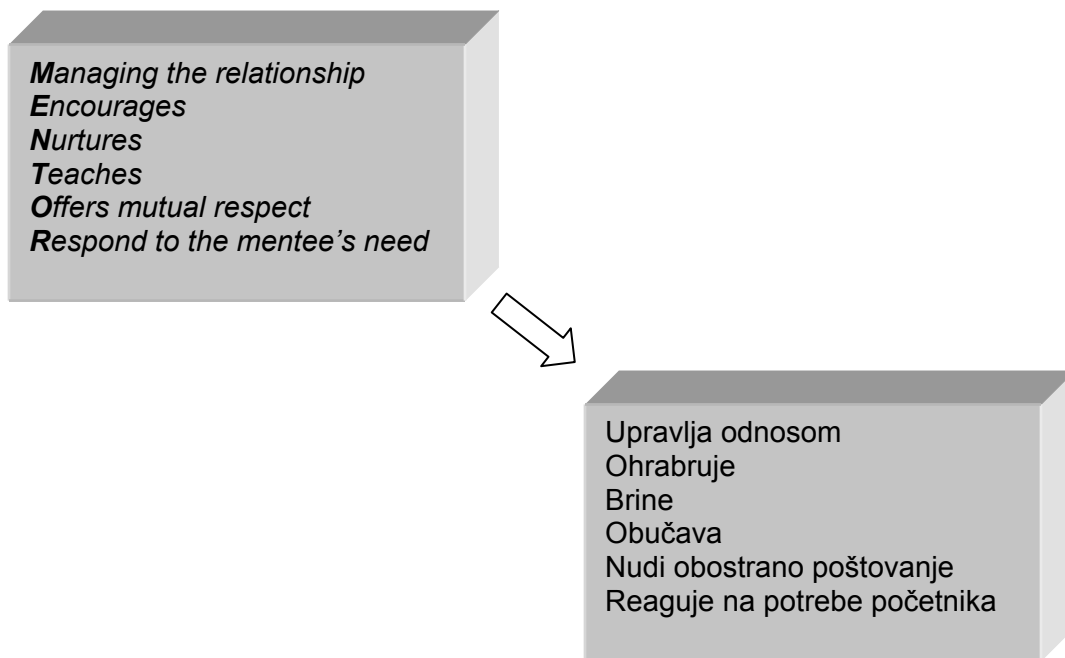 Managing the relationship
Encourages
Nurtures
Teaches
Offers mutual respect
Respond to the mentee’s need
Upravlja odnosom
Ohrabruje
Brine
Obučava
Nudi obostrano poštovanje
Reaguje na potrebe početnika